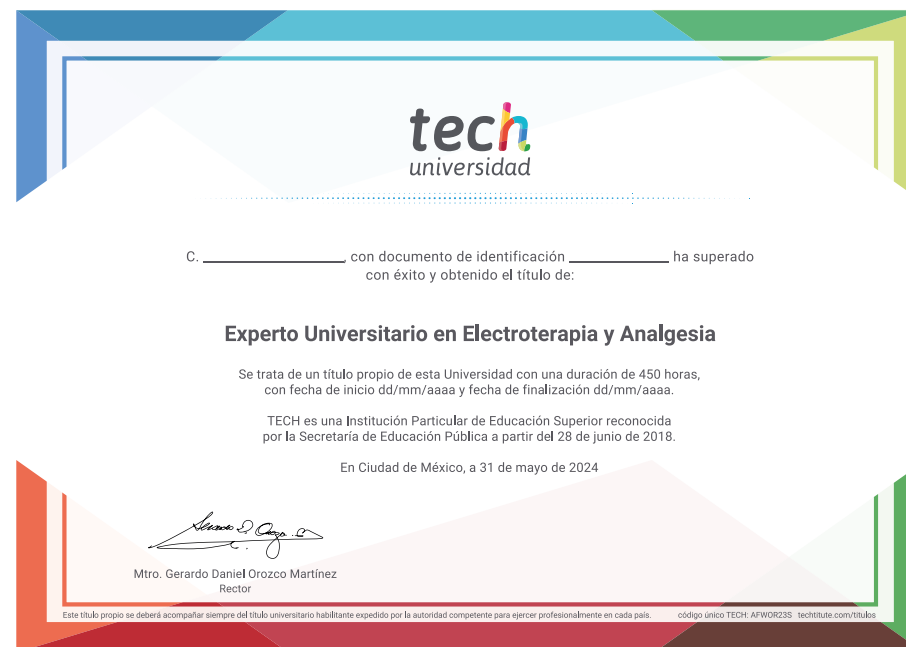 tech
universidad
C. ____________________, con documento de identificación ______________ ha superado
con éxito y obtenido el título de:
Experto Universitario en Electroterapia y Analgesia
Se trata de un título propio de esta Universidad con una duración de 450 horas,
con fecha de inicio dd/mm/aaaa y fecha de finalización dd/mm/aaaa.
TECH es una Institución Particular de Educación Superior reconocida
por la Secretaría de Educación Pública a partir del 28 de junio de 2018.
En Ciudad de México, a 31 de mayo de 2024
Mtro. Gerardo Daniel Orozco Martínez
Rector
Este título propio se deberá acompañar siempre del título universitario habilitante expedido por la autoridad competente para ejercer profesionalmente en cada país. código único TECH: AFWOR23S techtitute.com/titulos